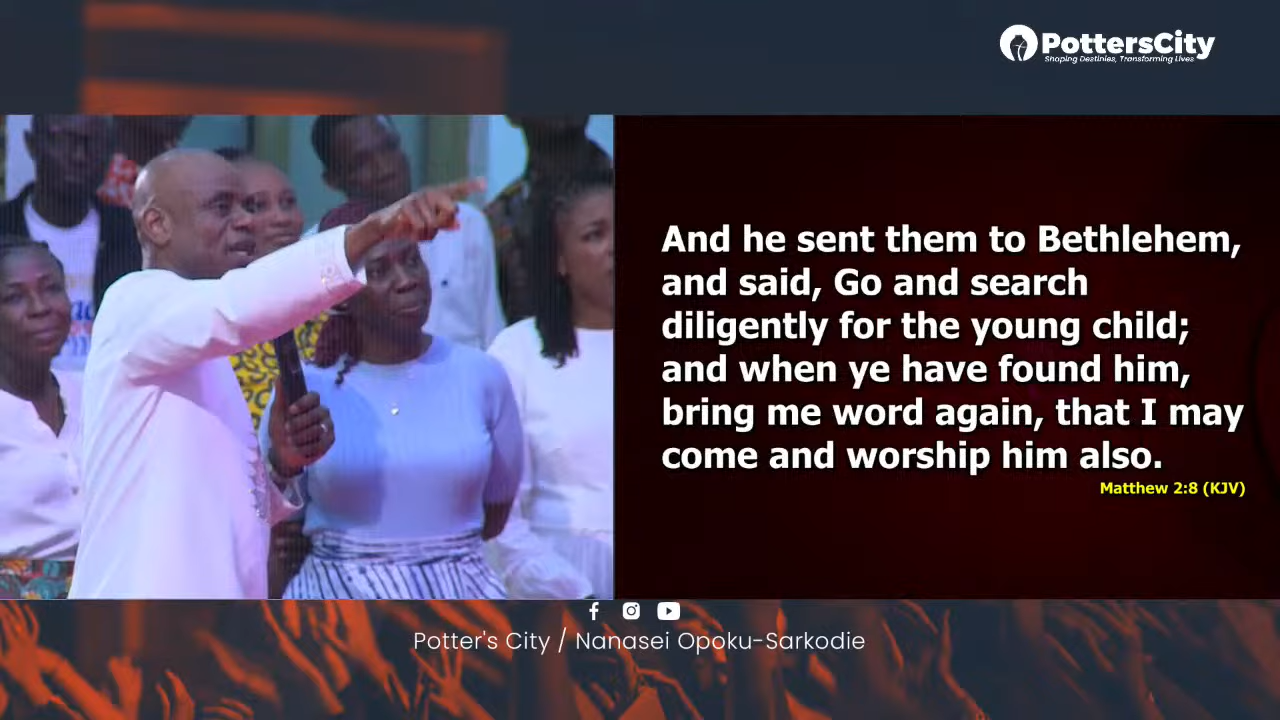 PottersCity
Shaping Destinies, Transforming Lives
And he sent them to Bethlehem,
and said, Go and search
diligently for the young child;
and when ye have found him,
bring me word again, that I may
come and worship him also.
Matthew 2:8 (KJV)
Potter's City / Nanasei Opoku-Sarkodie